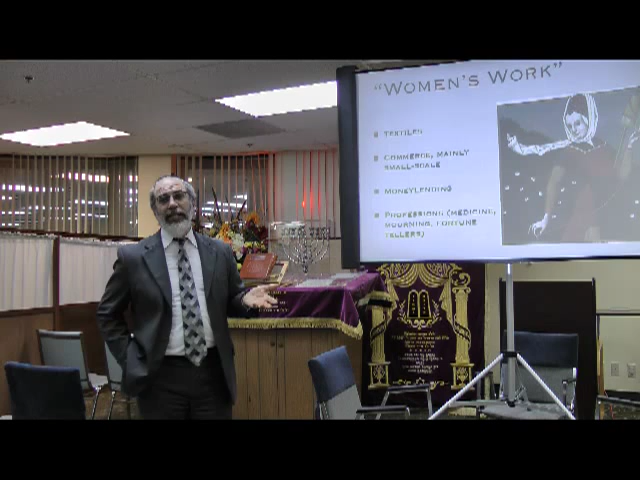 "WOMEN'S WORK"
TEXTILES
COMMERCE, MAINLY
SMALL-SCALE
MONEYLENDING
PROFESSIONS (MEDICINE,
MOURNING, FORTUNE
TELLERS)